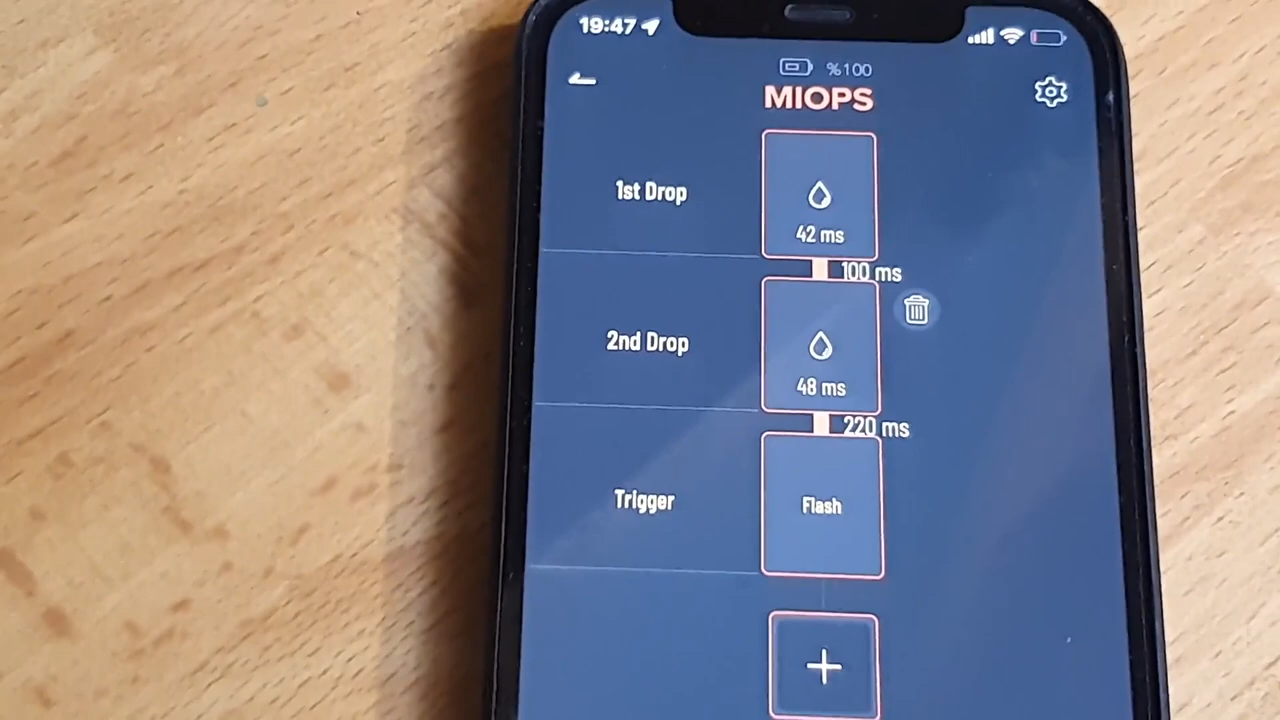 19:47
%100
MIOPS
1st Drop
42 ms
100 ms
2nd Drop
48 ms
220 ms
Trigger
Flash
+